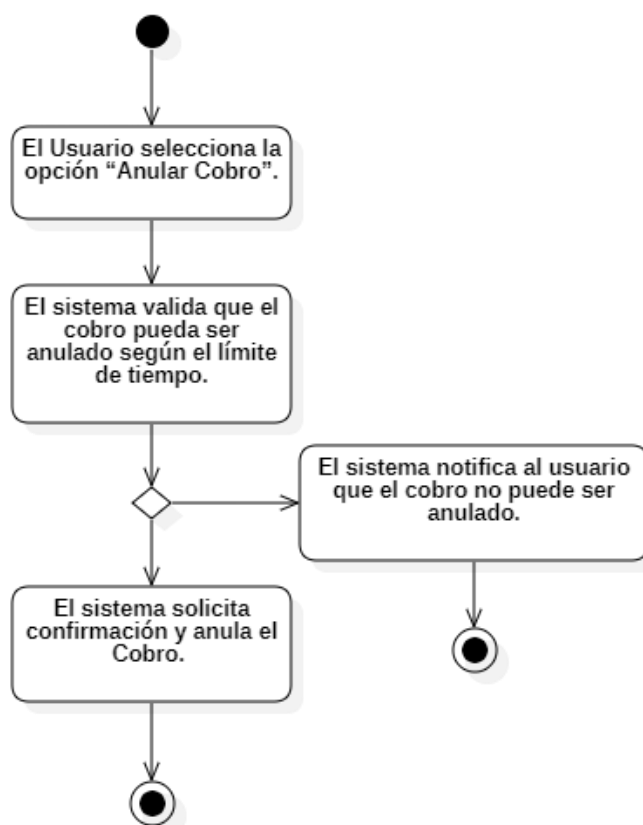 El Usuario selecciona la
opción “Anular Cobro”.
El sistema valida que el
cobro pueda ser
anulado según el límite
de tiempo.
El sistema notifica al usuario
que el cobro no puede ser
anulado.
El sistema solicita
confirmación y anula el
Cobro.